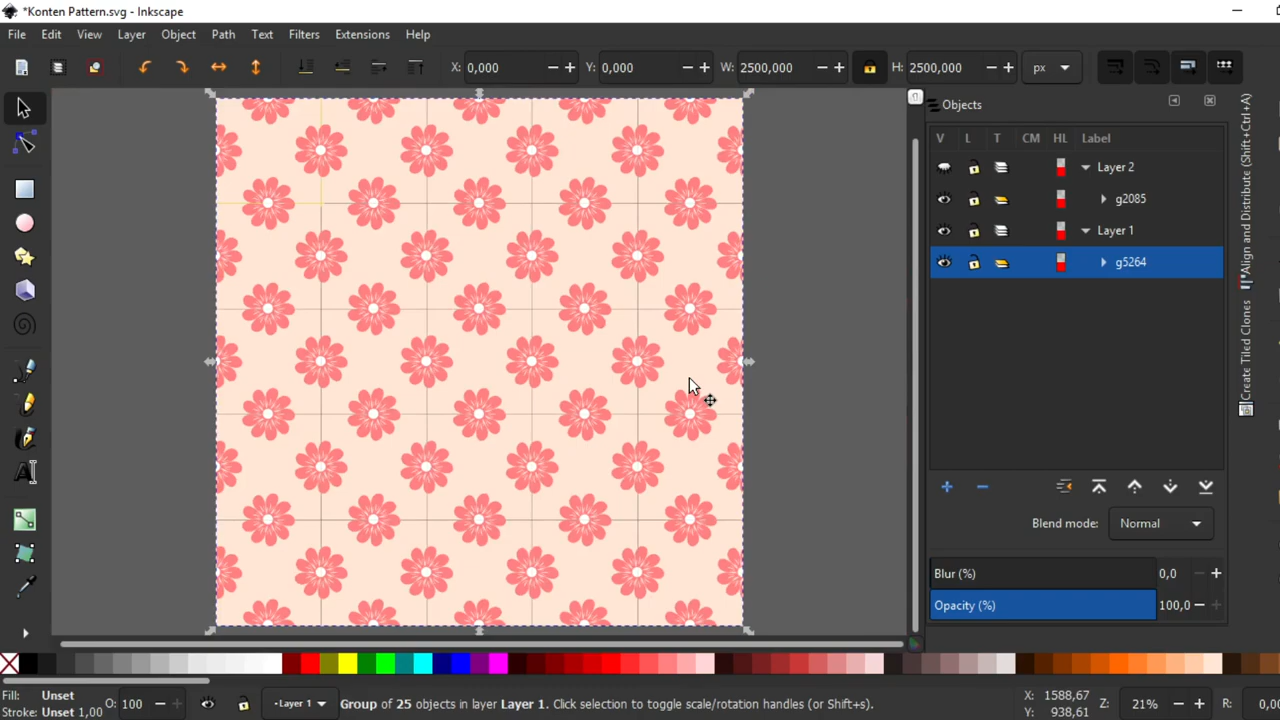 *Konten Pattern.svg - Inkscape
File Edit View Layer Object Path Text Filters Extensions Help
X: 0,000 Y: 0,000 W: 2500,000 H: 2500,000 px
Objects
V L T CM HL Label
Layer 2
g2085
Layer 1
g5264
Align and Distribute (Shift+Ctrl+A)
Create Tiled Clones
Blend mode: Normal
Blur (%) 0,0
Opacity (%) 100,0
Fill: Unset
Stroke: Unset 1,00
O: 100
Layer 1
Group of 25 objects in layer Layer 1. Click selection to toggle scale/rotation handles (or Shift+s).
X: 1588,67
Y: 938,61
Z: 21%
R: